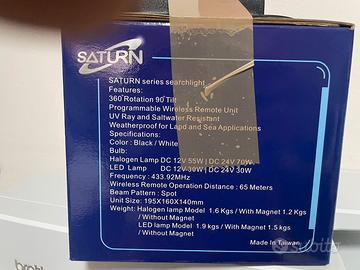 SATURN
SATURN series searchlight
Features:
360°Rotation 90°Tilt
Programmable Wireless Remote Unit
UV Ray and Saltwater Resistant
Weatherproof for Land and Sea Applications
Specifications:
Color : Black / White
Bulb:
Halogen Lamp DC 12V 55W | DC 24V 70W
LED Lamp DC 12V 30W | DC 24V 30W
Frequency : 433.92MHz
Wireless Remote Operation Distance : 65 Meters
Beam Pattern : Spot
Unit Size: 195X160X140mm
Weight: Halogen lamp Model 1.6 Kgs / With Magnet 1.2 Kgs
/ Without Magnet
LED lamp Model 1.9 kgs / With Magnet 1.5 kgs
/ Without Magnet
Made In Taiwan
subito